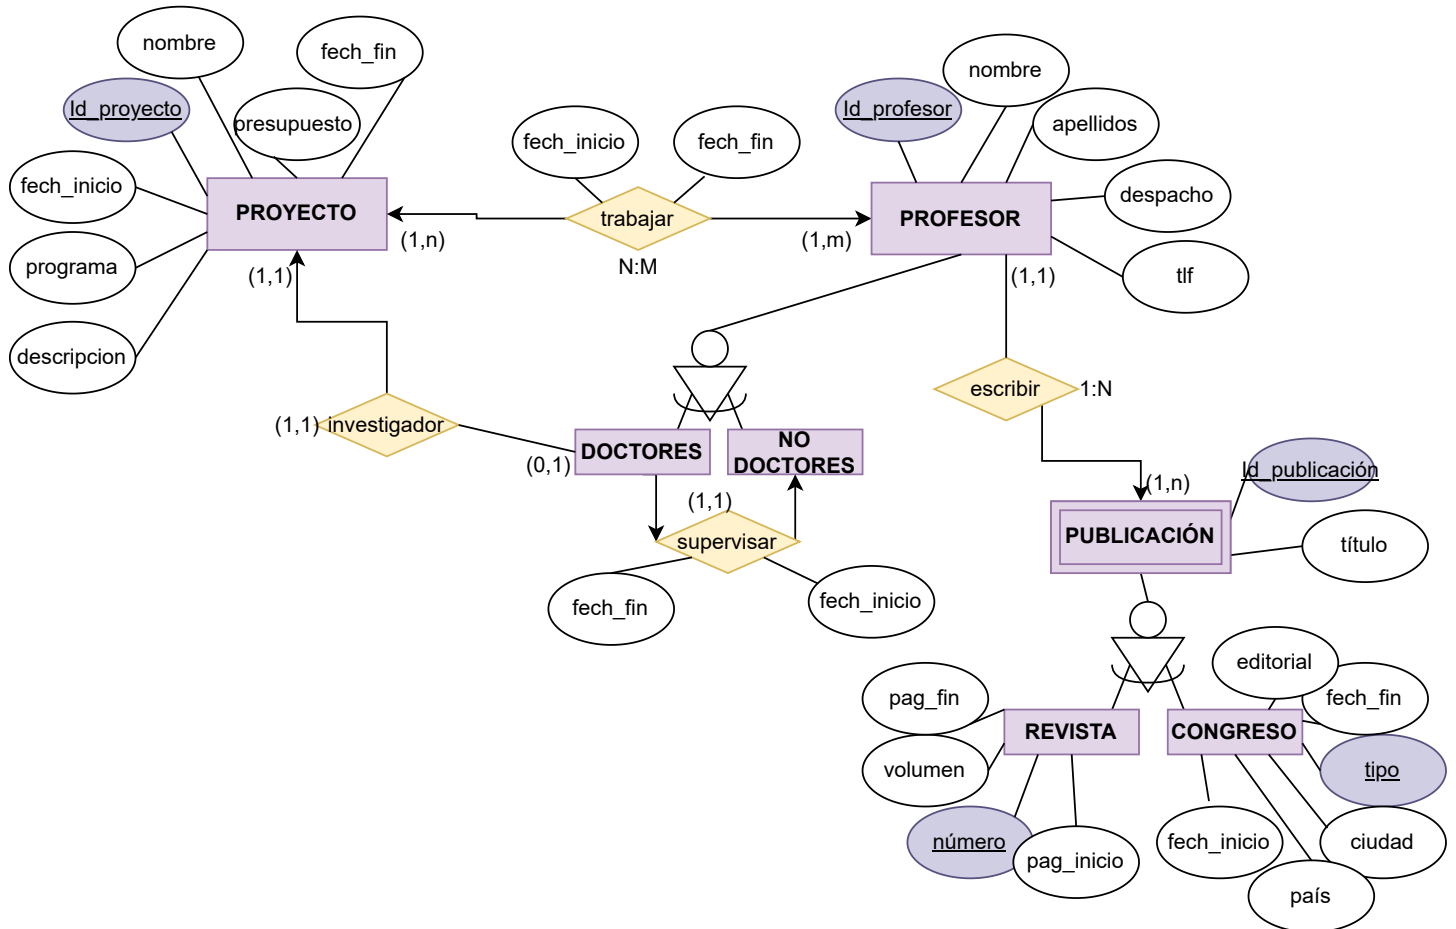 nombre
fech_fin
Id_proyecto
presupuesto
fech_inicio
PROYECTO
programa
descripcion
fech_inicio
fech_fin
trabajar
(1,n)
(1,m)
N:M
nombre
Id_profesor
apellidos
despacho
PROFESOR
tlf
(1,1)
(1,1)
escribir
1:N
(1,1)
investigador
(0,1)
DOCTORES
NO
DOCTORES
(1,1)
supervisar
fech_fin
fech_inicio
(1,n)
Id_publicación
PUBLICACIÓN
título
pag_fin
REVISTA
volumen
número
pag_inicio
editorial
fech_fin
CONGRESO
tipo
fech_inicio
ciudad
país